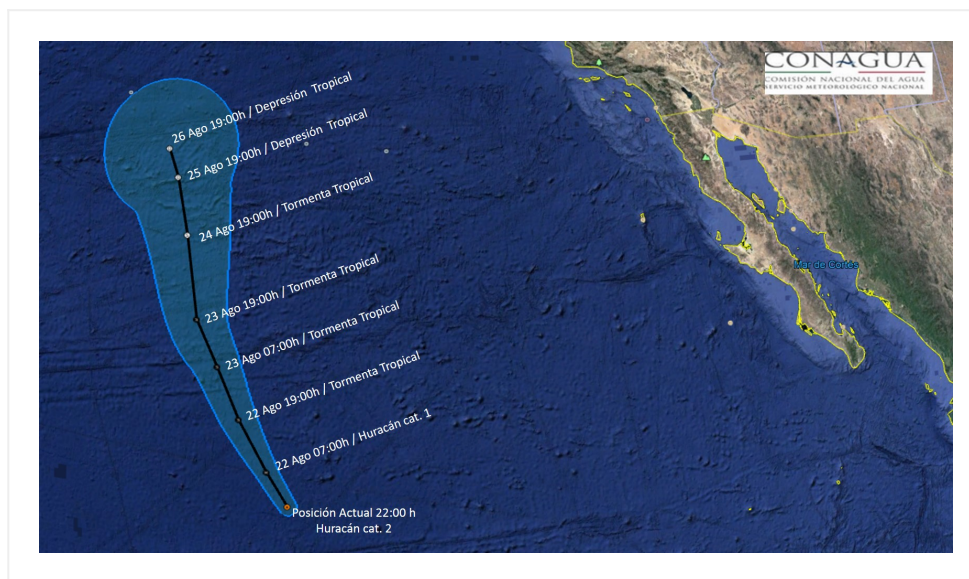 CONAGUA
COMISIÓN NACIONAL DEL AGUA
SERVICIO METEOROLÓGICO NACIONAL
26 Ago 19:00h / Depresión Tropical
25 Ago 19:00h / Depresión Tropical
24 Ago 19:00h / Tormenta Tropical
23 Ago 19:00h / Tormenta Tropical
23 Ago 07:00h / Tormenta Tropical
22 Ago 19:00h / Tormenta Tropical
22 Ago 07:00h / Huracán cat. 1
Posición Actual 22:00 h
Huracán cat. 2
Mar de Cortés